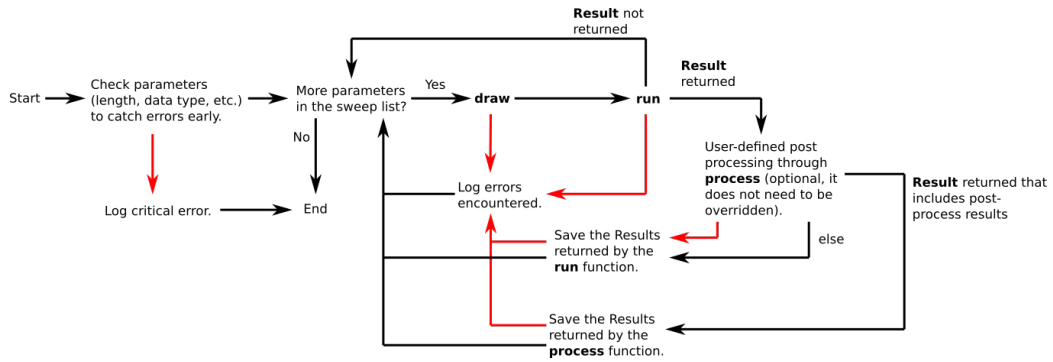 Result not
returned
Result
returned
Start
Check parameters
(length, data type, etc.)
to catch errors early.
More parameters
in the sweep list?
Yes
draw
run
No
Log critical error.
End
Log errors
encountered.
User-defined post
processing through
process (optional, it
does not need to be
overridden).
Result returned that
includes post-
process results
else
Save the Results
returned by the
run function.
Save the Results
returned by the
process function.